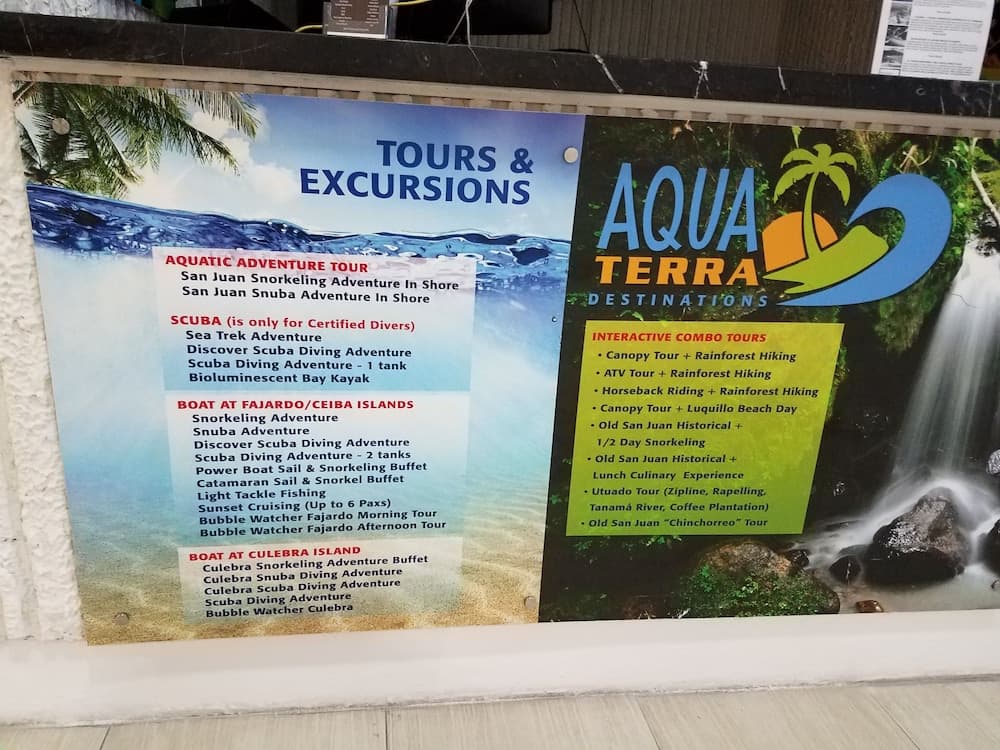 TOURS &
EXCURSIONS
AQUATIC ADVENTURE TOUR
San Juan Snorkeling Adventure In Shore
San Juan Snuba Adventure In Shore
SCUBA (is only for Certified Divers)
Sea Trek Adventure
Discover Scuba Diving Adventure
Scuba Diving Adventure - 1 tank
Bioluminescent Bay Kayak
BOAT AT FAJARDO/CEIBA ISLANDS
Snorkeling Adventure
Snuba Adventure
Discover Scuba Diving Adventure
Scuba Diving Adventure - 2 tanks
Power Boat Sail & Snorkeling Buffet
Catamaran Sail & Snorkel Buffet
Light Tackle Fishing
Sunset Cruising (Up to 6 Paxs)
Bubble Watcher Fajardo Morning Tour
Bubble Watcher Fajardo Afternoon Tour
BOAT AT CULEBRA ISLAND
Culebra Snorkeling Adventure Buffet
Culebra Snuba Diving Adventure
Culebra Scuba Diving Adventure
Scuba Diving Adventure
Bubble Watcher Culebra
AQUA
TERRA
DESTINATIONS
INTERACTIVE COMBO TOURS
• Canopy Tour + Rainforest Hiking
• ATV Tour + Rainforest Hiking
• Horseback Riding + Rainforest Hiking
• Canopy Tour + Luquillo Beach Day
• Old San Juan Historical +
1/2 Day Snorkeling
• Old San Juan Historical +
Lunch Culinary Experience
• Utuado Tour (Zipline, Rapelling,
Tanamá River, Coffee Plantation)
• Old San Juan "Chinchorreo" Tour